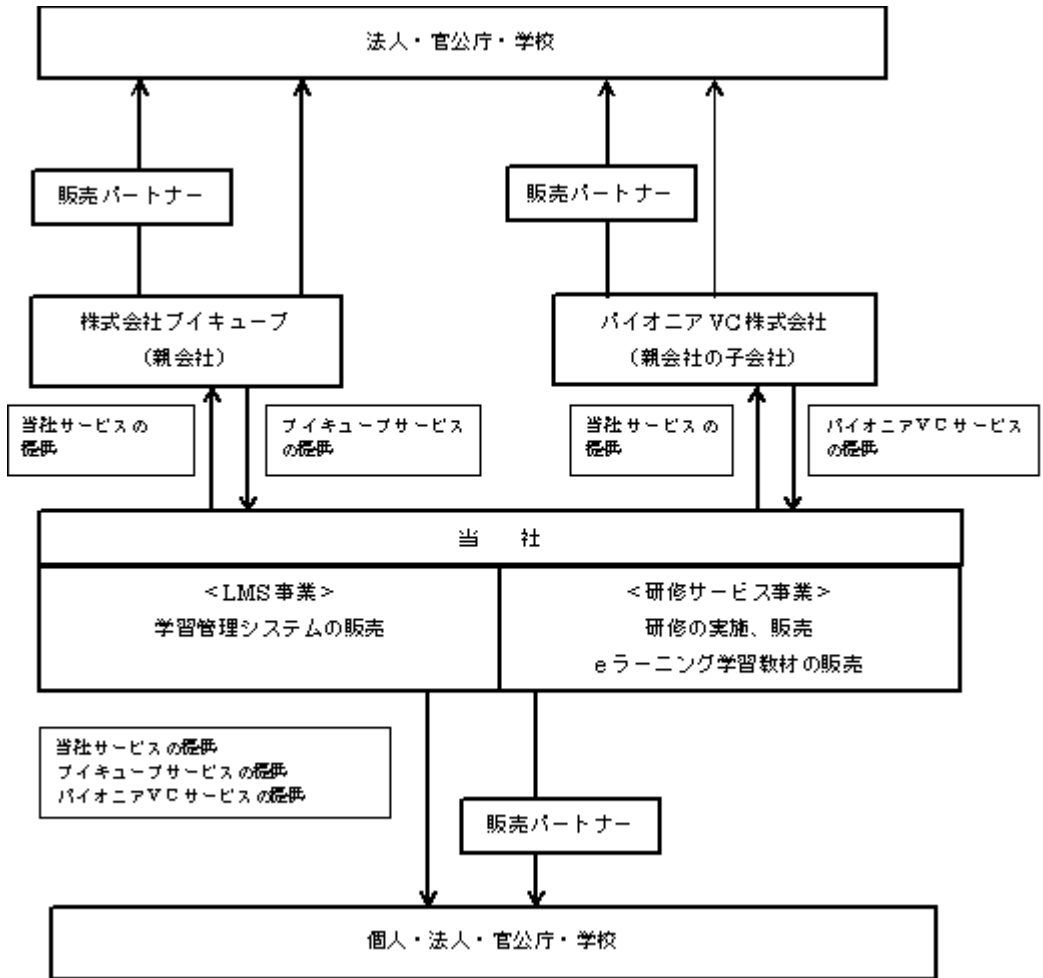 法人・官公庁・学校
販売パートナー
販売パートナー
株式会社ブイキューブ
（親会社）
パイオニアVC株式会社
（親会社の子会社）
当社サービスの
提供
ブイキューブサービス
の提供
当社サービスの
提供
パイオニアVCサービス
の提供
当　社
＜LMS事業＞
学習管理システムの販売
＜研修サービス事業＞
研修の実施、販売
eラーニング学習教材の販売
当社サービスの提供
ブイキューブサービスの提供
パイオニアVCサービスの提供
販売パートナー
個人・法人・官公庁・学校